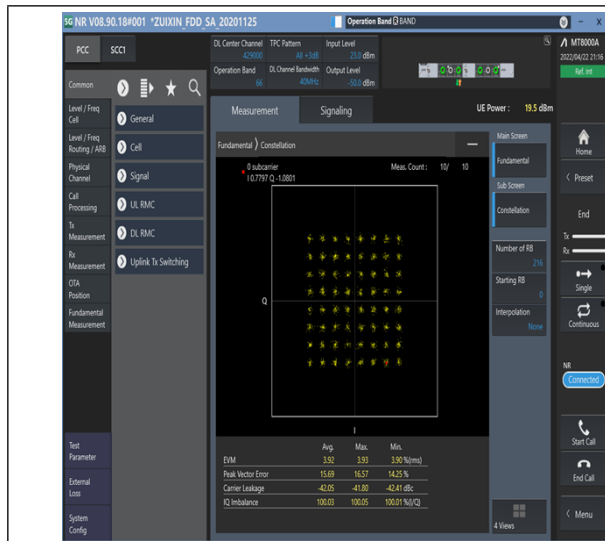 5G NR V08.90.18#001 *ZUIXIN_FDD_SA_20201125
Operation Band BAND
PCC SCC1
DL Center Channel TPC Pattern Input Level
429000 All +3dB 23.0 dBm
Operation Band DL Channel Bandwidth Output Level
66 40MHz -50.0 dBm
MT8000A
2022/04/22 21:16
Ref. Int
Common
Level / Freq
Cell
Level / Freq
Routing / ARB
Physical
Channel
Call
Processing
Tx
Measurement
Rx
Measurement
OTA
Position
Fundamental
Measurement
Test
Parameter
External
Loss
System
Config
General
Cell
Signal
UL RMC
DL RMC
Uplink Tx Switching
Measurement Signaling UE Power : 19.5 dBm
Fundamental Constellation
0 subcarrier Meas. Count : 10/ 10
I 0.7797 Q -1.0801
Q
I
Avg. Max. Min.
EVM 3.92 3.93 3.90 %(rms)
Peak Vector Error 15.69 16.57 14.25 %
Carrier Leakage -42.05 -41.80 -42.41 dBc
IQ Imbalance 100.03 100.05 100.01 %(I/Q)
Main Screen
Fundamental
Sub Screen
Constellation
Number of RB
216
Starting RB
0
Interpolation
None
4 Views
Home
Preset
End
Tx
Rx
Single
Continuous
NR
Connected
Start Call
End Call
Menu